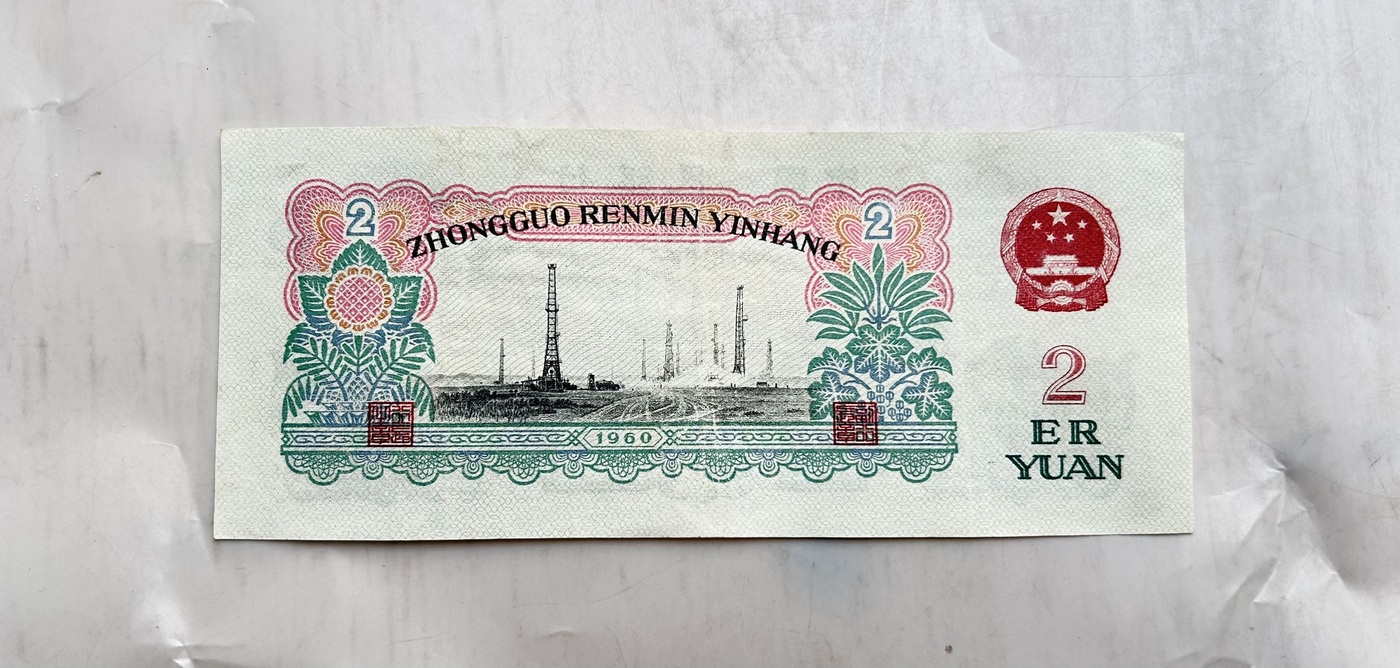 2 2
ZHONGGUO RENMIN YINHANG
1960
2
ER
YUAN